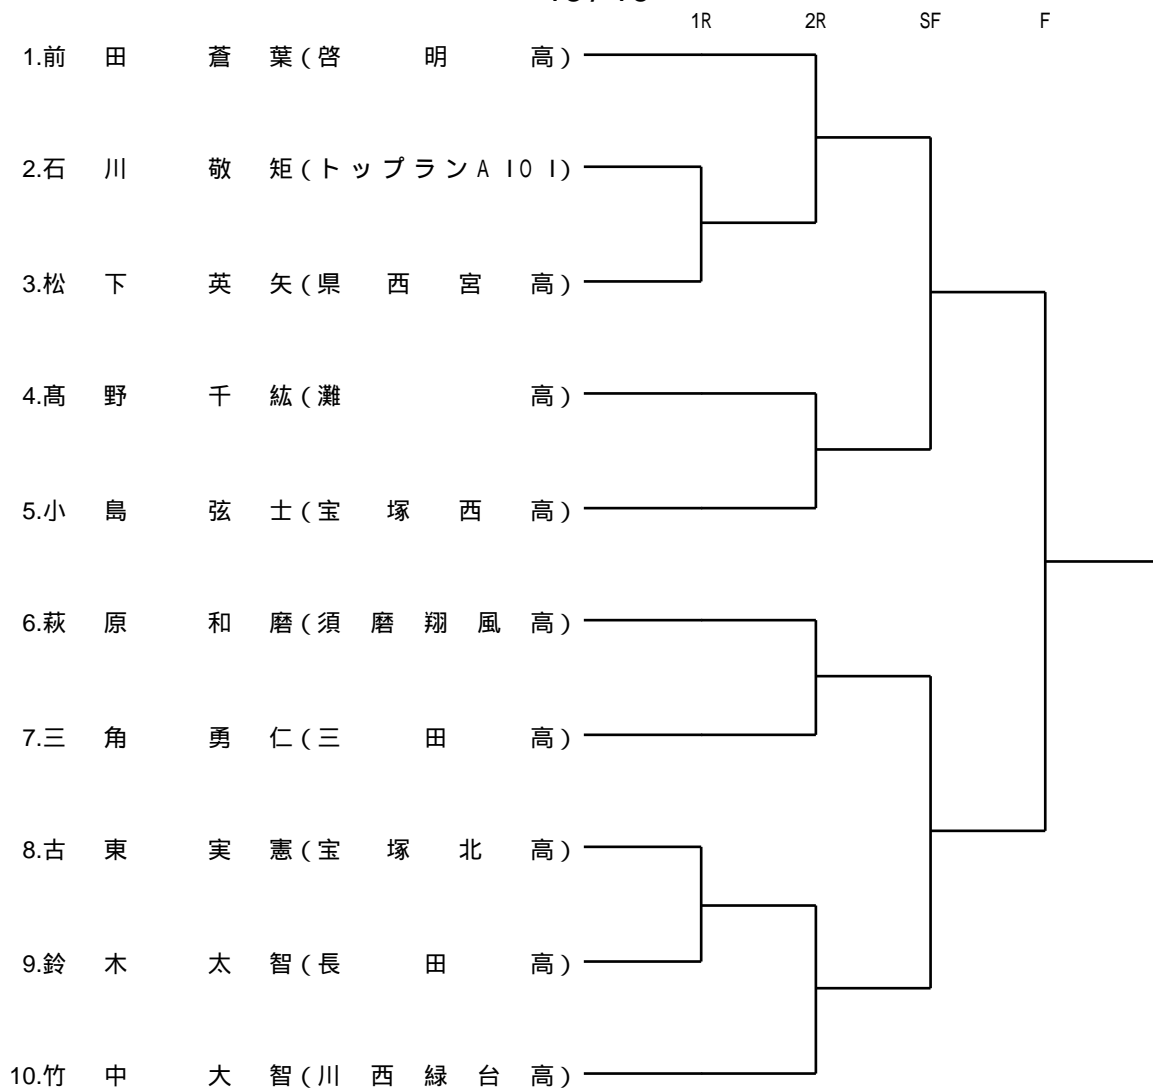 1R 2R SF F
1.前田 蒼葉(啓明高)
2.石川 敬矩(トップランAIOI)
3.松下 英矢(県西宮高)
4.髙野 千紘(灘高)
5.小島 弦士(宝塚西高)
6.萩原 和磨(須磨翔風高)
7.三角 勇仁(三田高)
8.古東 実憲(宝塚北高)
9.鈴木 太智(長田高)
10.竹中 大智(川西緑台高)